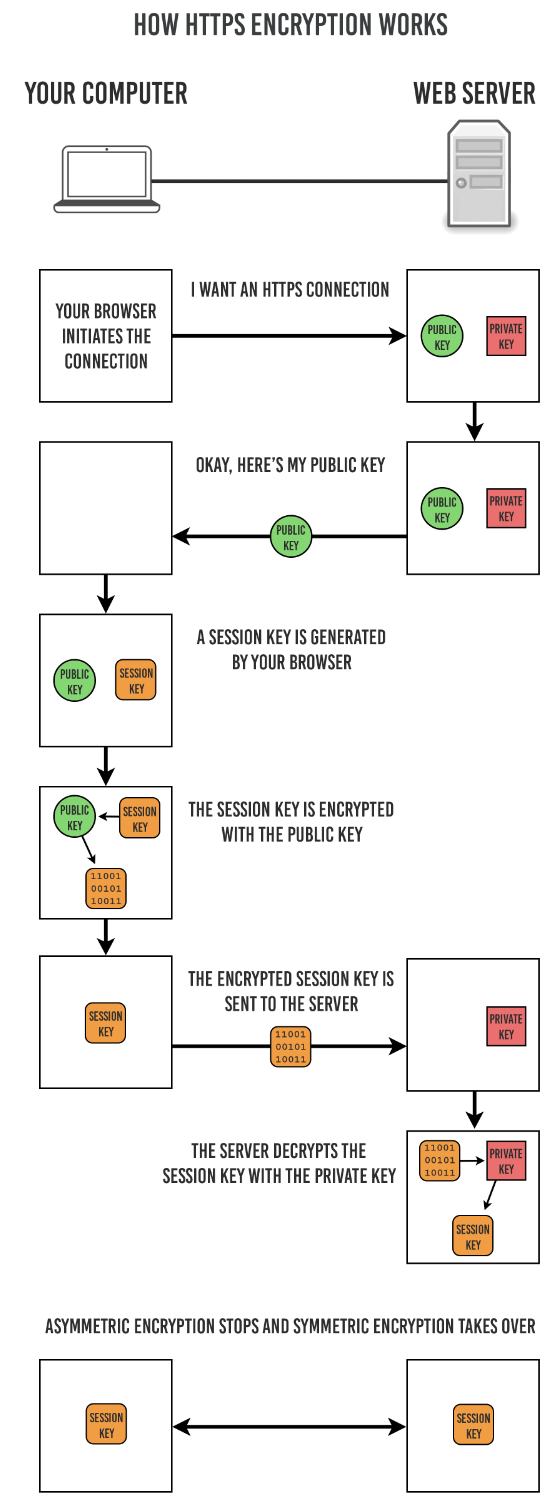 HOW HTTPS ENCRYPTION WORKS
YOUR COMPUTER
WEB SERVER
YOUR BROWSER
INITIATES THE
CONNECTION
I WANT AN HTTPS CONNECTION
PUBLIC
KEY
PRIVATE
KEY
OKAY, HERE'S MY PUBLIC KEY
PUBLIC
KEY
PUBLIC
KEY
PRIVATE
KEY
A SESSION KEY IS GENERATED
BY YOUR BROWSER
PUBLIC
KEY
SESSION
KEY
THE SESSION KEY IS ENCRYPTED
WITH THE PUBLIC KEY
PUBLIC
KEY
SESSION
KEY
11001
00101
10011
THE ENCRYPTED SESSION KEY IS
SENT TO THE SERVER
SESSION
KEY
11001
00101
10011
PRIVATE
KEY
THE SERVER DECRYPTS THE
SESSION KEY WITH THE PRIVATE KEY
11001
00101
10011
PRIVATE
KEY
SESSION
KEY
ASYMMETRIC ENCRYPTION STOPS AND SYMMETRIC ENCRYPTION TAKES OVER
SESSION
KEY
SESSION
KEY